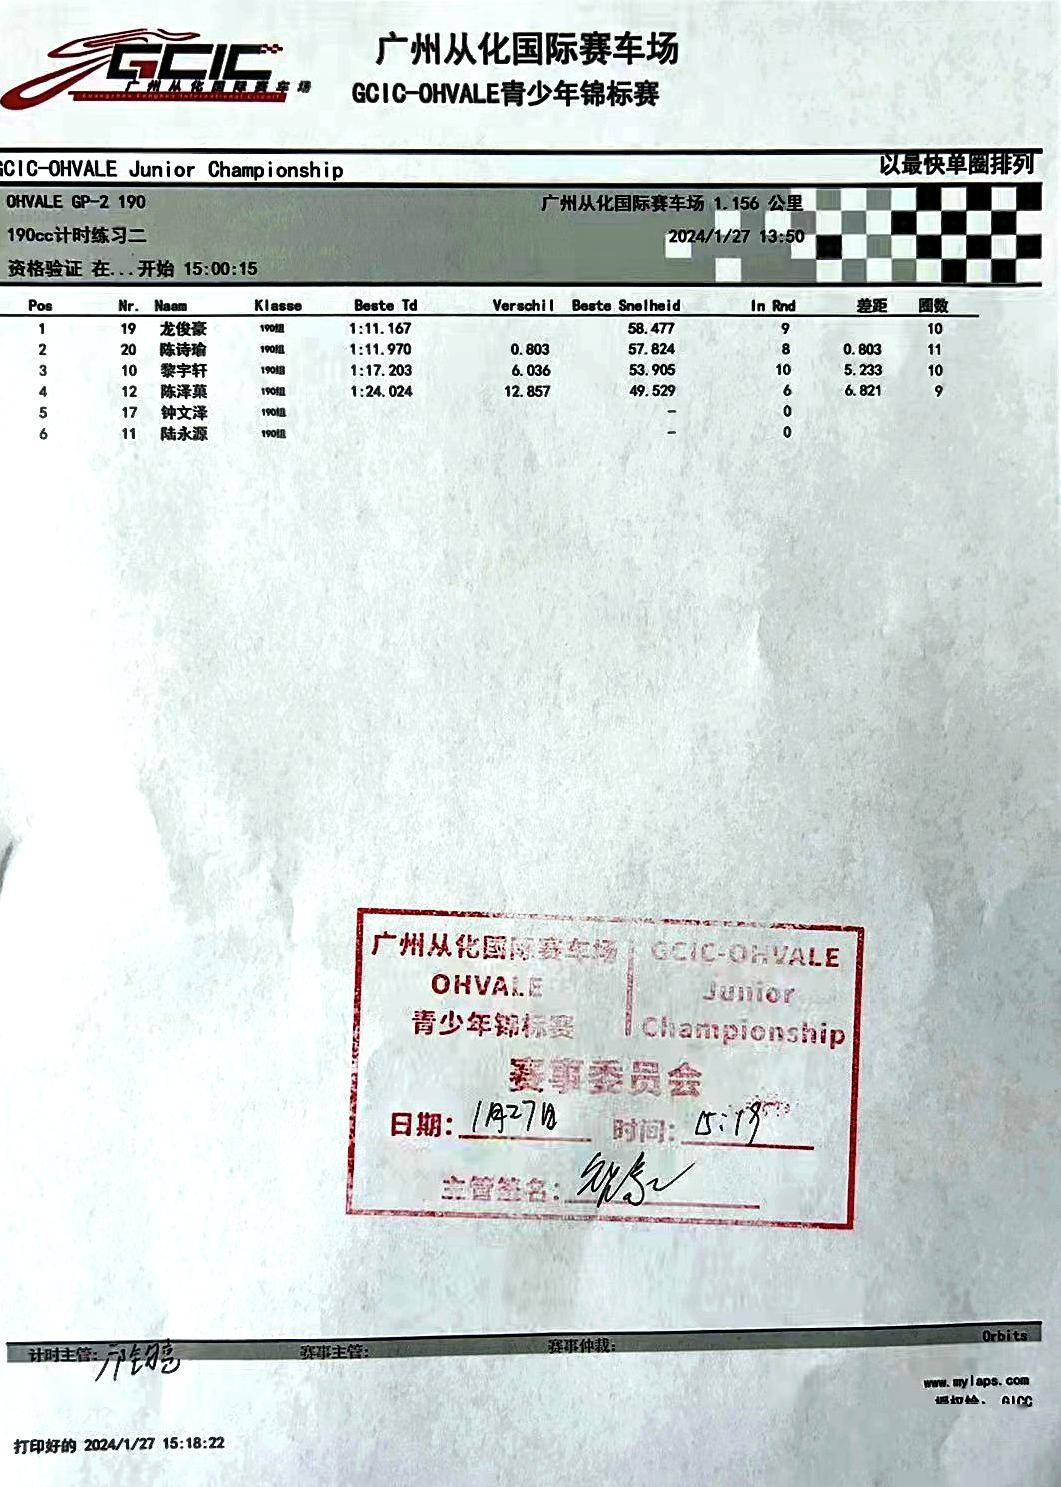 GCIC
广州从化国际赛车场
广州从化国际赛车场
GCIC-OHVALE青少年锦标赛
GCIC-OHVALE Junior Championship
以最快单圈排列
OHVALE GP-2 190
广州从化国际赛车场 1.156 公里
190cc计时练习二
2024/1/27 13:50
资格验证 在...开始 15:00:15
Pos Nr. Naam Klasse Beste Td Verschil Beste Snelheid In Rnd 差距 圈数
1 19 龙俊豪 190组 1:11.167 58.477 9 10
2 20 陈诗瑜 190组 1:11.970 0.803 57.824 8 0.803 11
3 10 黎宇轩 190组 1:17.203 6.036 53.905 10 5.233 10
4 12 陈泽菓 190组 1:24.024 12.857 49.529 6 6.821 9
5 17 钟文泽 190组 - 0
6 11 陆永源 190组 - 0
广州从化国际赛车场
OHVALE
青少年锦标赛
GCIC-OHVALE
Junior
Championship
赛事委员会
日期: 1月27日 时间: 15:19
主管签名:
计时主管: 赛事主管: 赛事仲裁: Orbits
www.mylaps.com
授权给: GICC
打印好的 2024/1/27 15:18:22